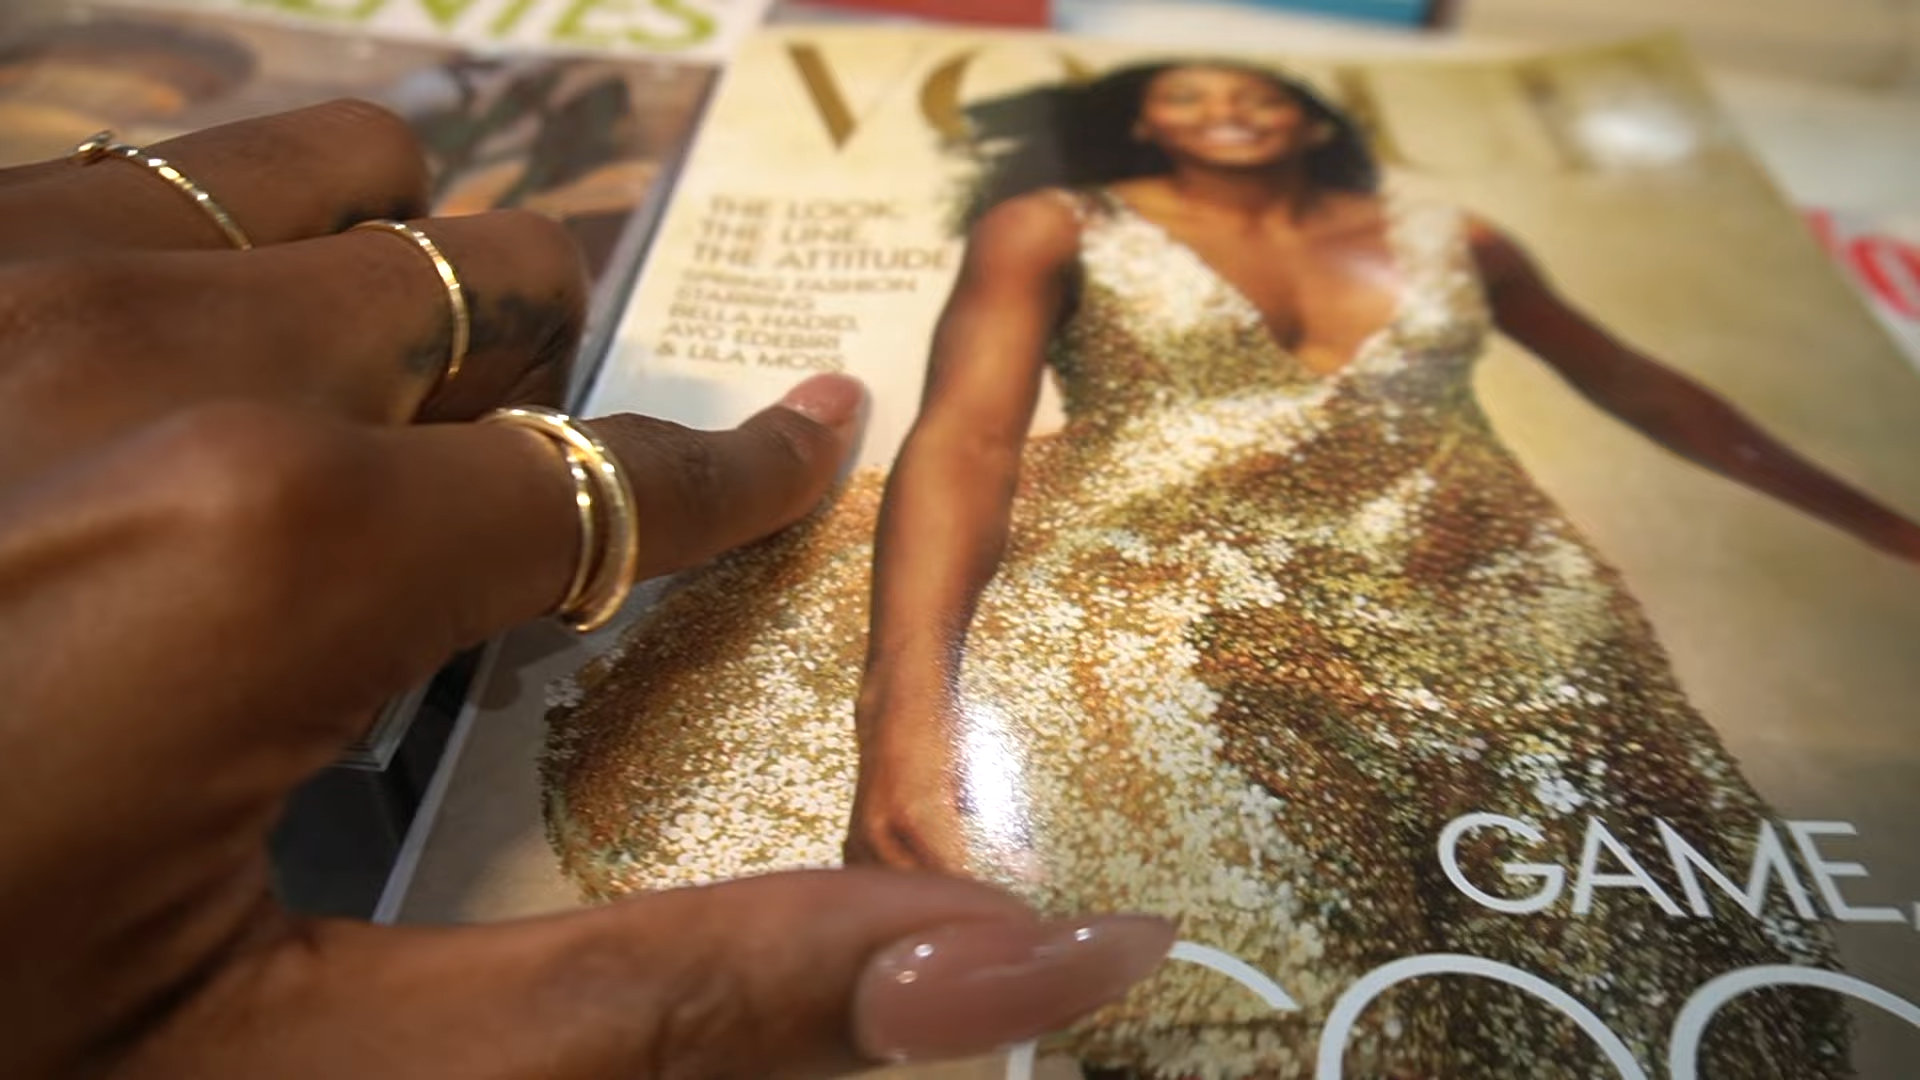 THE LOOK
THE LINE
THE ATTITUDE
SPRING FASHION
STARRING
BELLA HADID,
AYO EDEBIRI
& LILA MOSS
GAME,